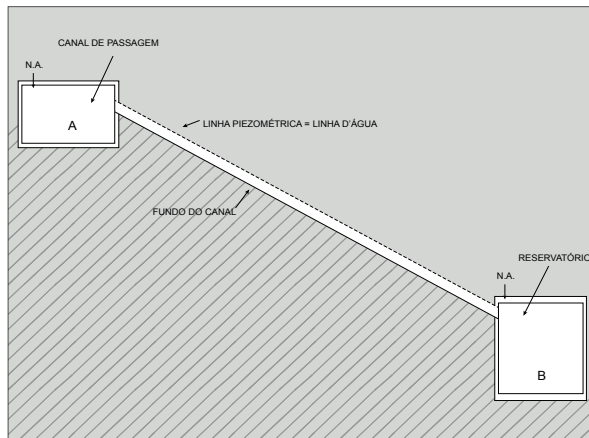 CANAL DE PASSAGEM
N.A.
A
LINHA PIEZOMÉTRICA = LINHA D'ÁGUA
FUNDO DO CANAL
RESERVATÓRIO
N.A.
B